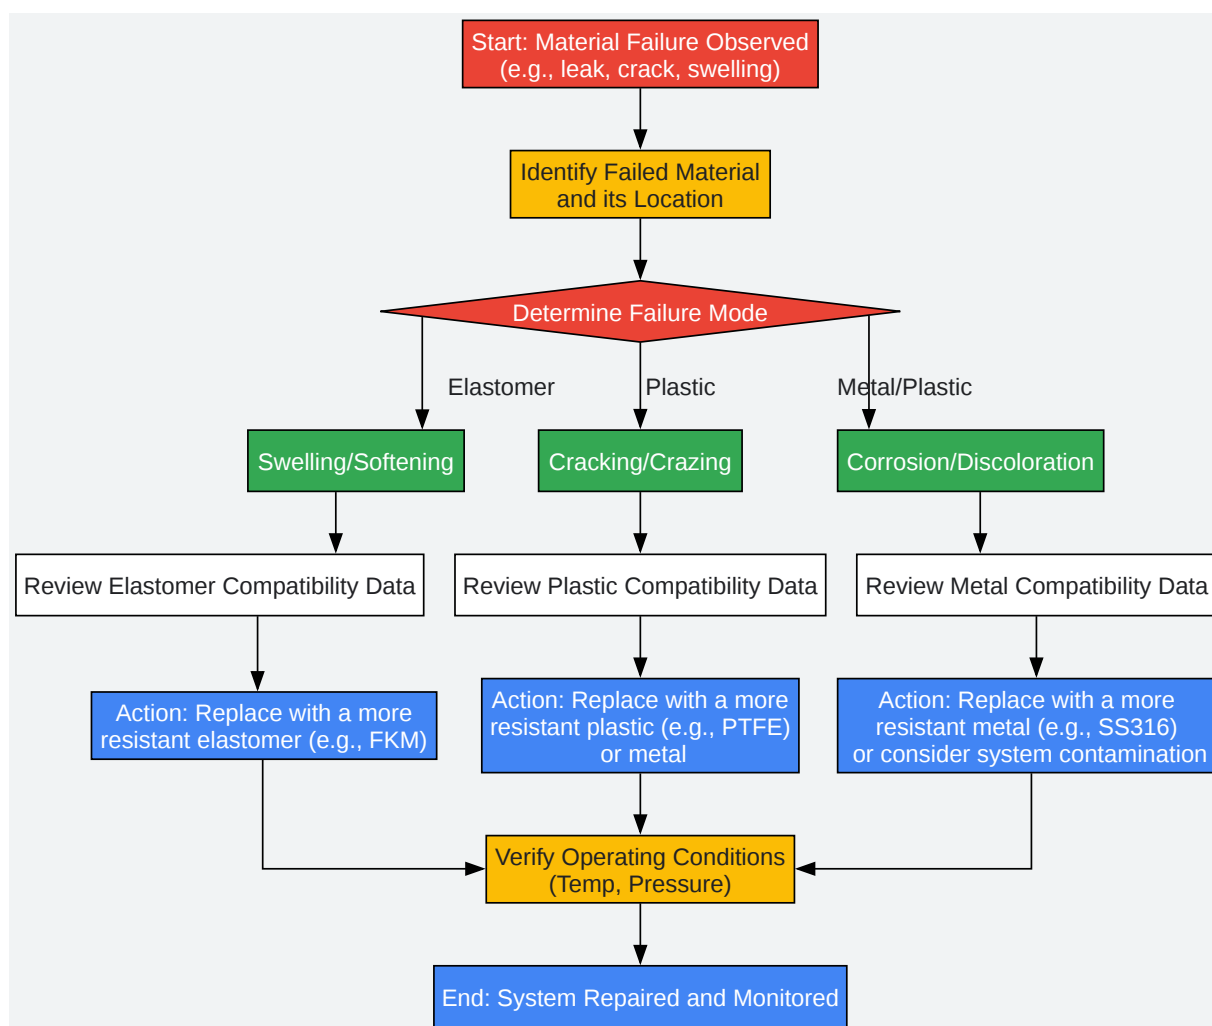 Start: Material Failure Observed
(e.g., leak, crack, swelling)
Identify Failed Material
and its Location
Determine Failure Mode
Elastomer
Plastic
Metal/Plastic
Swelling/Softening
Cracking/Crazing
Corrosion/Discoloration
Review Elastomer Compatibility Data
Review Plastic Compatibility Data
Review Metal Compatibility Data
Action: Replace with a more
resistant elastomer (e.g., FKM)
Action: Replace with a more
resistant plastic (e.g., PTFE)
or metal
Action: Replace with a more
resistant metal (e.g., SS316)
or consider system contamination
Verify Operating Conditions
(Temp, Pressure)
End: System Repaired and Monitored